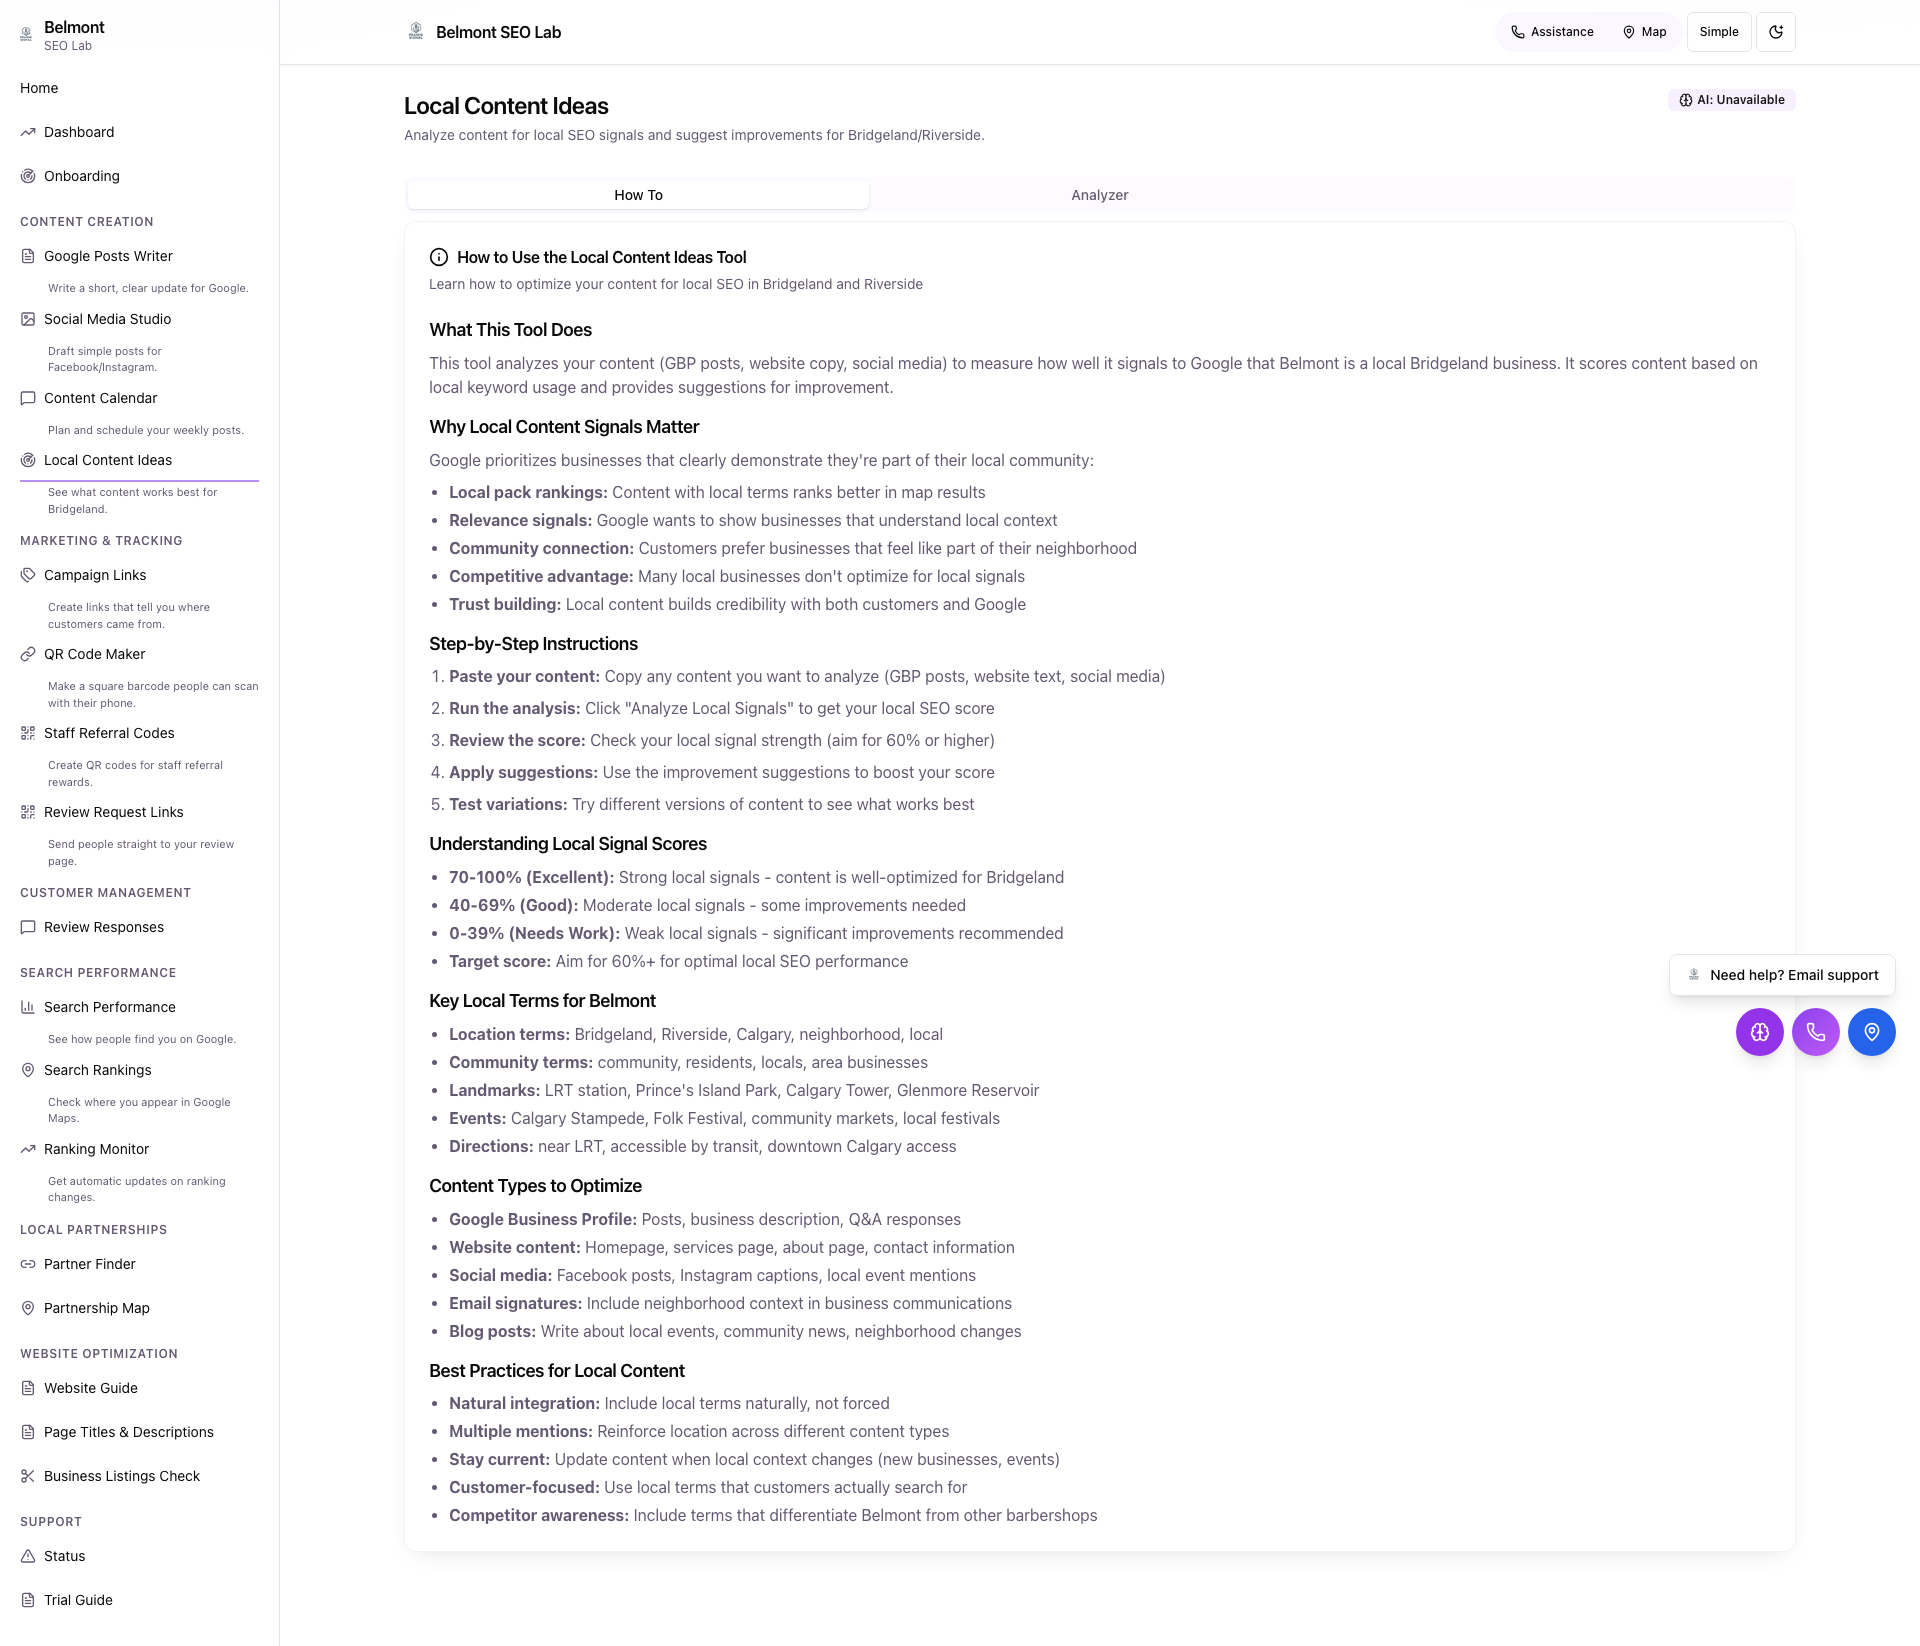 Belmont
SEO Lab
Home
Dashboard
Onboarding
CONTENT CREATION
Google Posts Writer
Write a short, clear update for Google.
Social Media Studio
Draft simple posts for
Facebook/Instagram.
Content Calendar
Plan and schedule your weekly posts.
Local Content Ideas
See what content works best for
Bridgeland.
MARKETING & TRACKING
Campaign Links
Create links that tell you where
customers came from.
QR Code Maker
Make a square barcode people can scan
with their phone.
Staff Referral Codes
Create QR codes for staff referral
rewards.
Review Request Links
Send people straight to your review
page.
CUSTOMER MANAGEMENT
Review Responses
SEARCH PERFORMANCE
Search Performance
See how people find you on Google.
Search Rankings
Check where you appear in Google
Maps.
Ranking Monitor
Get automatic updates on ranking
changes.
LOCAL PARTNERSHIPS
Partner Finder
Partnership Map
WEBSITE OPTIMIZATION
Website Guide
Page Titles & Descriptions
Business Listings Check
SUPPORT
Status
Trial Guide
Belmont SEO Lab
Assistance
Map
Simple
Local Content Ideas
AI: Unavailable
Analyze content for local SEO signals and suggest improvements for Bridgeland/Riverside.
How To
Analyzer
How to Use the Local Content Ideas Tool
Learn how to optimize your content for local SEO in Bridgeland and Riverside
What This Tool Does
This tool analyzes your content (GBP posts, website copy, social media) to measure how well it signals to Google that Belmont is a local Bridgeland business. It scores content based on
local keyword usage and provides suggestions for improvement.
Why Local Content Signals Matter
Google prioritizes businesses that clearly demonstrate they're part of their local community:
• Local pack rankings: Content with local terms ranks better in map results
• Relevance signals: Google wants to show businesses that understand local context
• Community connection: Customers prefer businesses that feel like part of their neighborhood
• Competitive advantage: Many local businesses don't optimize for local signals
• Trust building: Local content builds credibility with both customers and Google
Step-by-Step Instructions
1. Paste your content: Copy any content you want to analyze (GBP posts, website text, social media)
2. Run the analysis: Click "Analyze Local Signals" to get your local SEO score
3. Review the score: Check your local signal strength (aim for 60% or higher)
4. Apply suggestions: Use the improvement suggestions to boost your score
5. Test variations: Try different versions of content to see what works best
Understanding Local Signal Scores
• 70-100% (Excellent): Strong local signals - content is well-optimized for Bridgeland
• 40-69% (Good): Moderate local signals - some improvements needed
• 0-39% (Needs Work): Weak local signals - significant improvements recommended
• Target score: Aim for 60%+ for optimal local SEO performance
Key Local Terms for Belmont
• Location terms: Bridgeland, Riverside, Calgary, neighborhood, local
• Community terms: community, residents, locals, area businesses
• Landmarks: LRT station, Prince's Island Park, Calgary Tower, Glenmore Reservoir
• Events: Calgary Stampede, Folk Festival, community markets, local festivals
• Directions: near LRT, accessible by transit, downtown Calgary access
Content Types to Optimize
• Google Business Profile: Posts, business description, Q&A responses
• Website content: Homepage, services page, about page, contact information
• Social media: Facebook posts, Instagram captions, local event mentions
• Email signatures: Include neighborhood context in business communications
• Blog posts: Write about local events, community news, neighborhood changes
Best Practices for Local Content
• Natural integration: Include local terms naturally, not forced
• Multiple mentions: Reinforce location across different content types
• Stay current: Update content when local context changes (new businesses, events)
• Customer-focused: Use local terms that customers actually search for
• Competitor awareness: Include terms that differentiate Belmont from other barbershops
Need help? Email support